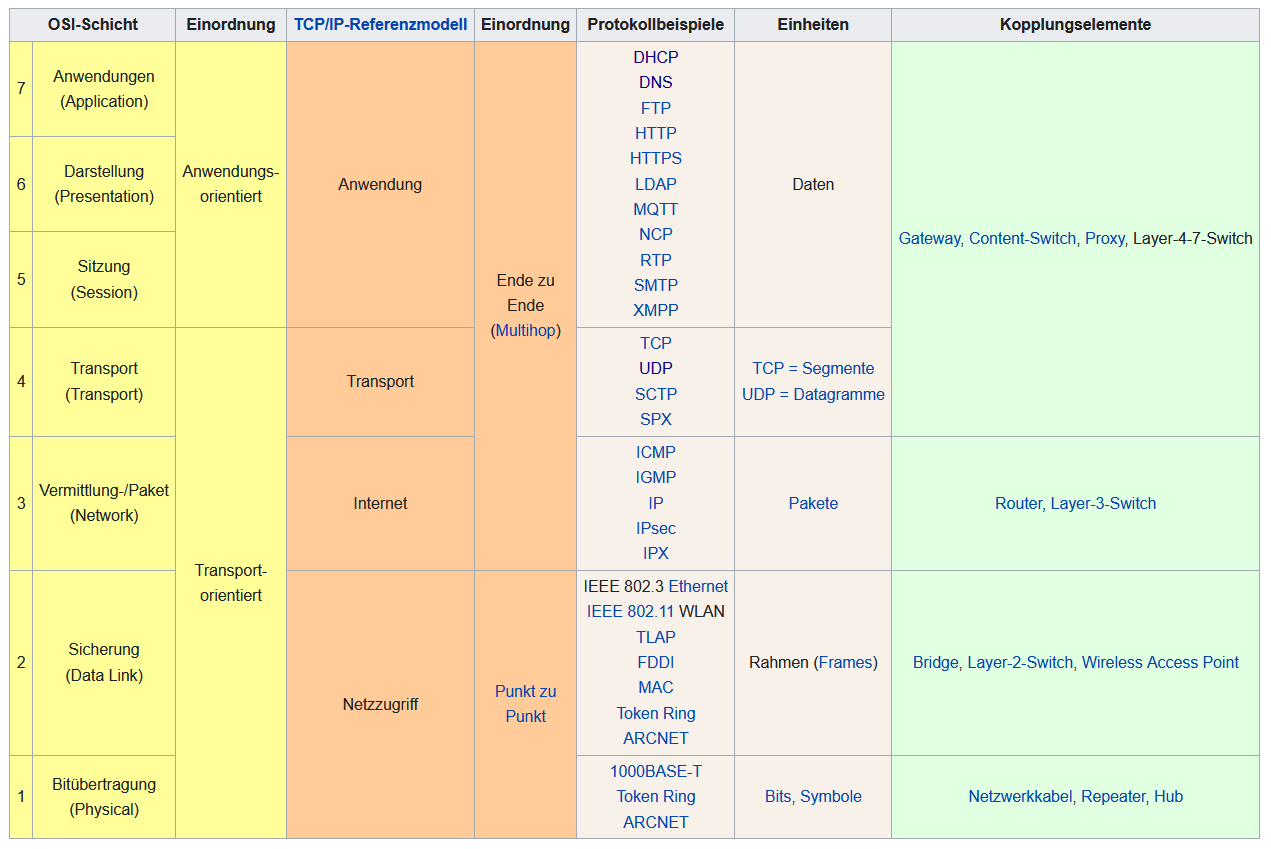 OSI-Schicht Einordnung TCP/IP-Referenzmodell Einordnung Protokollbeispiele Einheiten Kopplungselemente
7
Anwendungen
(Application)
Anwendungs-
orientiert
Anwendung
Ende zu
Ende
(Multihop)
DHCP
DNS
FTP
HTTP
HTTPS
LDAP
MQTT
NCP
RTP
SMTP
XMPP
Daten
Gateway, Content-Switch, Proxy, Layer-4-7-Switch
6
Darstellung
(Presentation)
5
Sitzung
(Session)
4
Transport
(Transport)
Transport-
orientiert
Transport
TCP
UDP
SCTP
SPX
TCP = Segmente
UDP = Datagramme
3
Vermittlung-/Paket
(Network)
Internet
ICMP
IGMP
IP
IPsec
IPX
Pakete
Router, Layer-3-Switch
2
Sicherung
(Data Link)
Netzzugriff
Punkt zu
Punkt
IEEE 802.3 Ethernet
IEEE 802.11 WLAN
TLAP
FDDI
MAC
Token Ring
ARCNET
Rahmen (Frames)
Bridge, Layer-2-Switch, Wireless Access Point
1
Bitübertragung
(Physical)
1000BASE-T
Token Ring
ARCNET
Bits, Symbole
Netzwerkkabel, Repeater, Hub